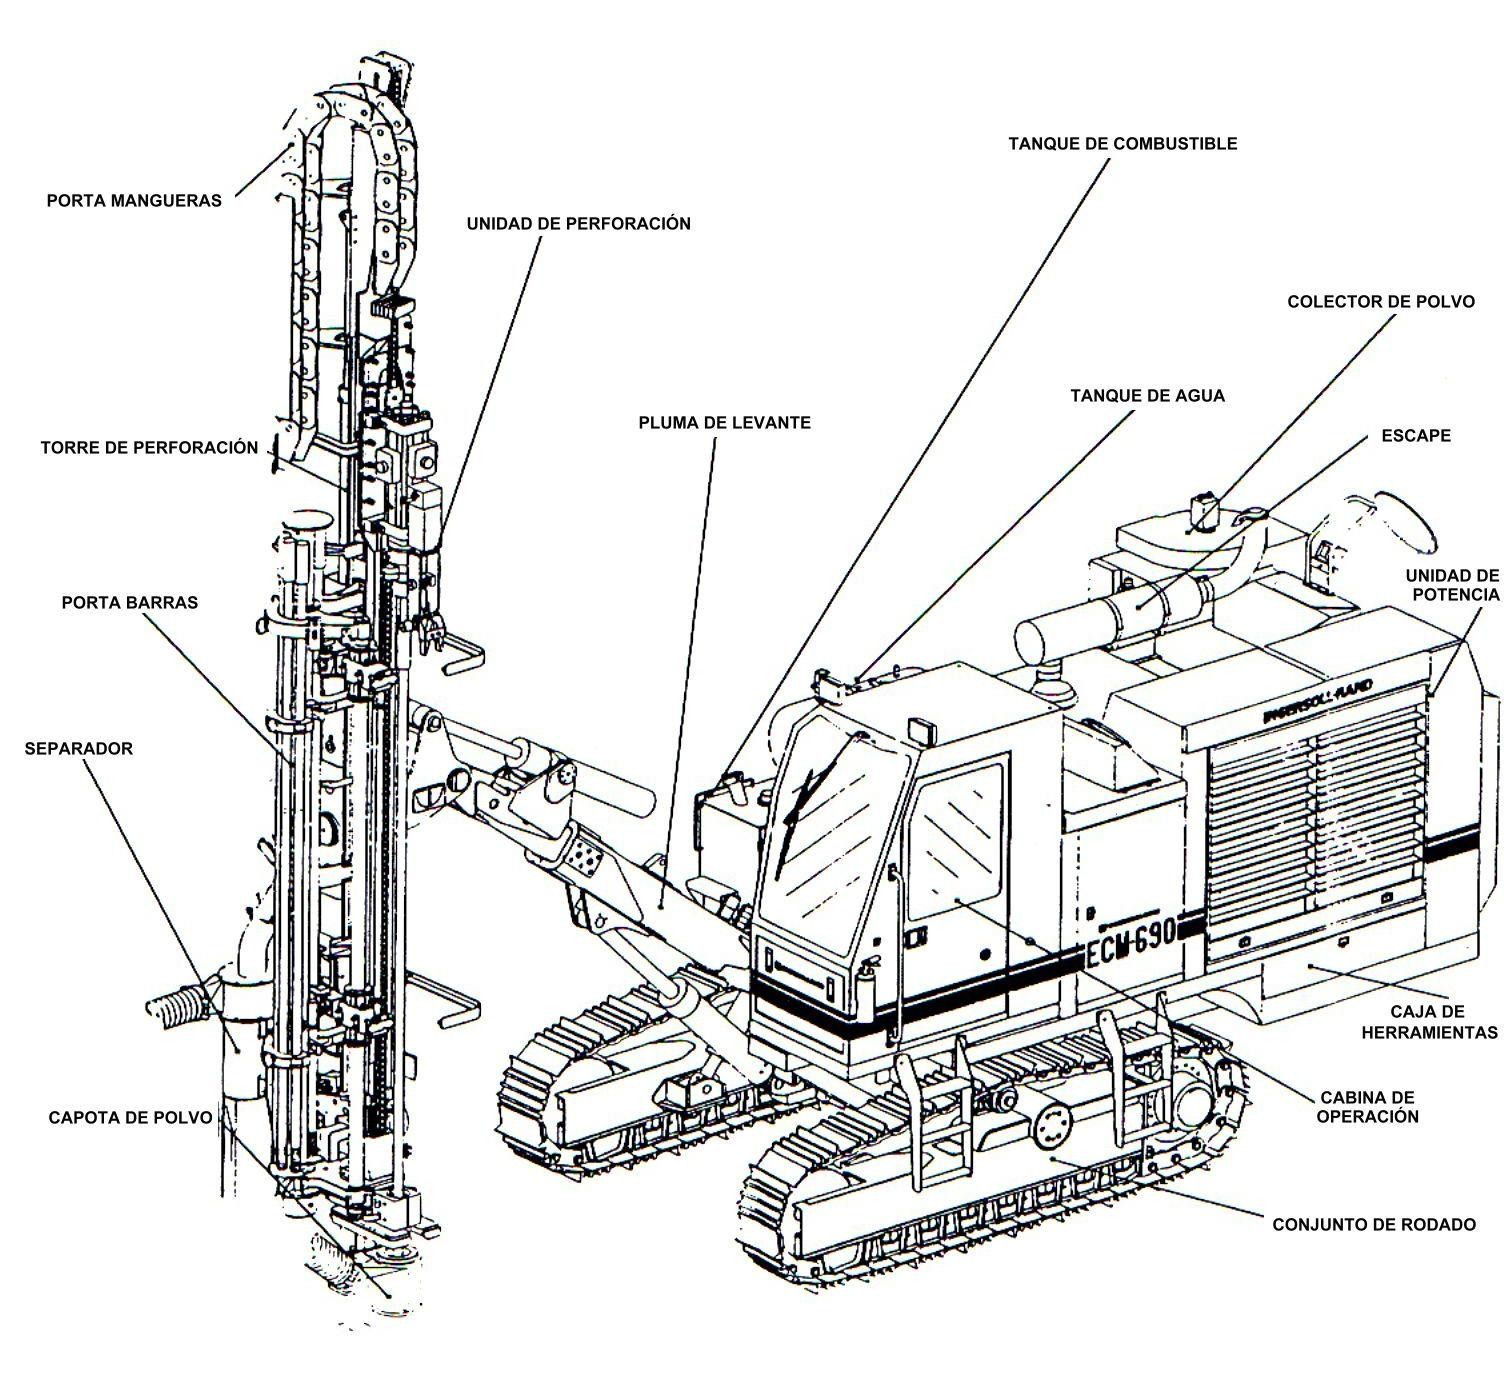 TANQUE DE COMBUSTIBLE
PORTA MANGUERAS
UNIDAD DE PERFORACIÓN
COLECTOR DE POLVO
TANQUE DE AGUA
PLUMA DE LEVANTE
ESCAPE
TORRE DE PERFORACIÓN
UNIDAD DE
POTENCIA
PORTA BARRAS
INGERSOLL-RAND
SEPARADOR
ECM-690
CAJA DE
HERRAMIENTAS
CABINA DE
OPERACIÓN
CAPOTA DE POLVO
CONJUNTO DE RODADO